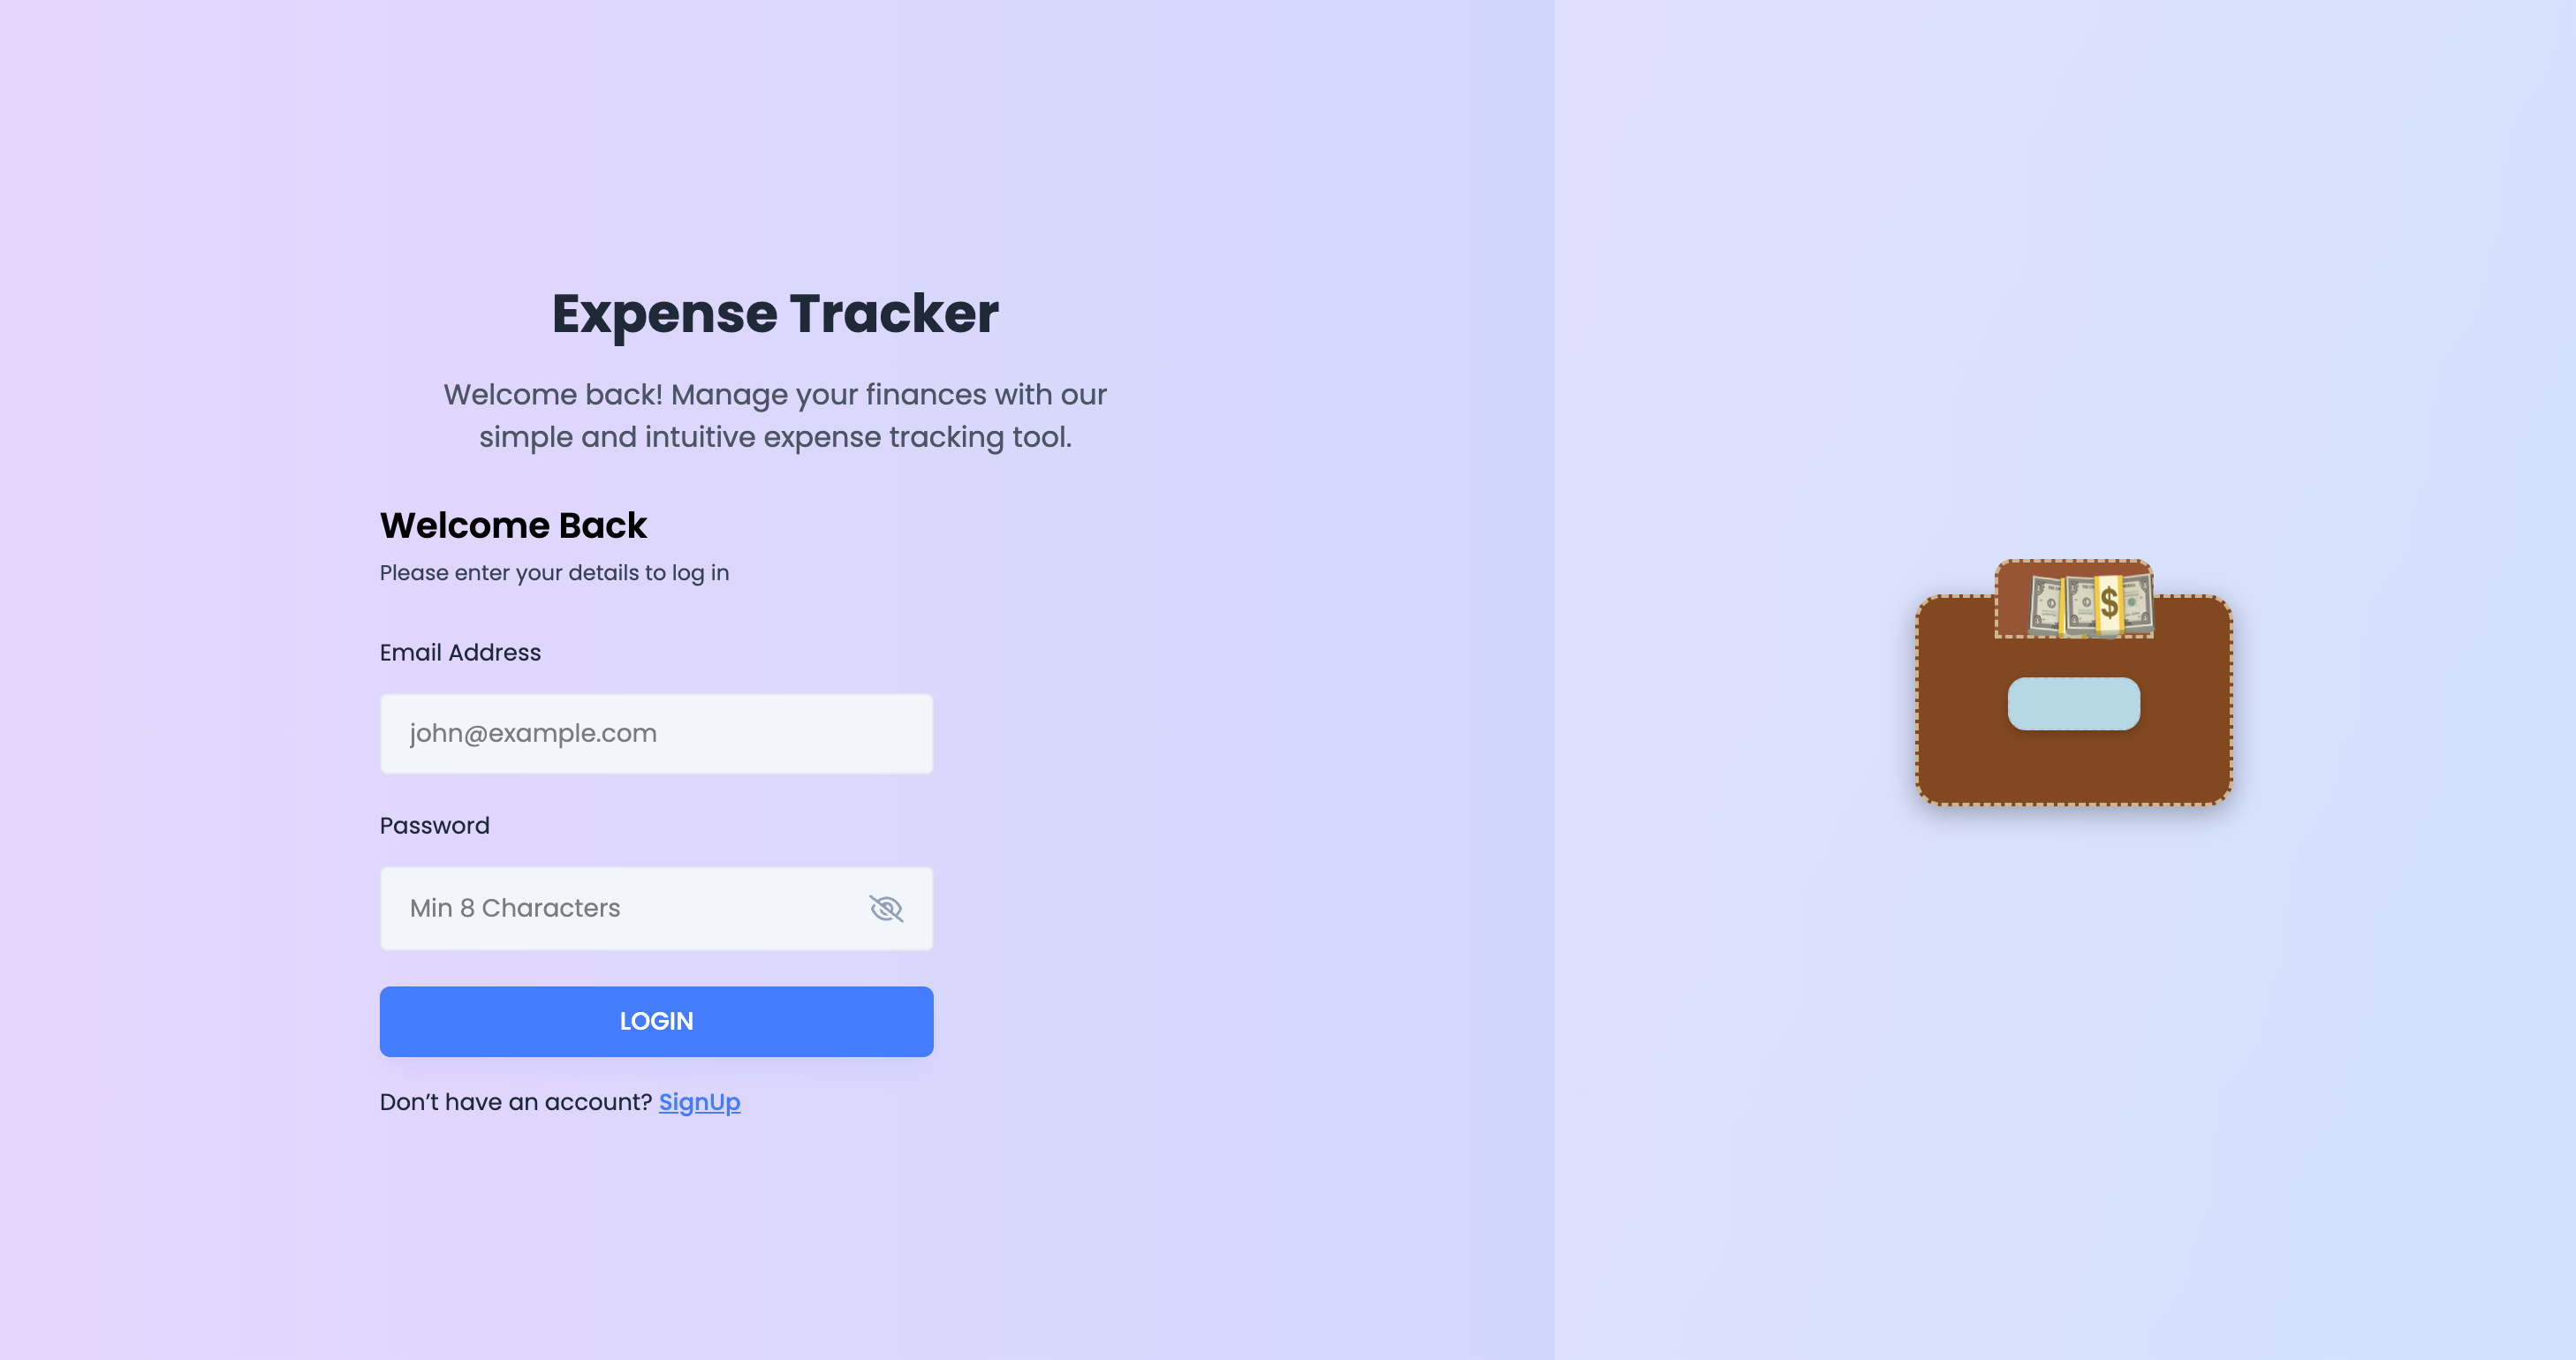 Expense Tracker
Welcome back! Manage your finances with our
simple and intuitive expense tracking tool.
Welcome Back
Please enter your details to log in
Email Address
john@example.com
Password
Min 8 Characters
LOGIN
Don’t have an account? SignUp
$